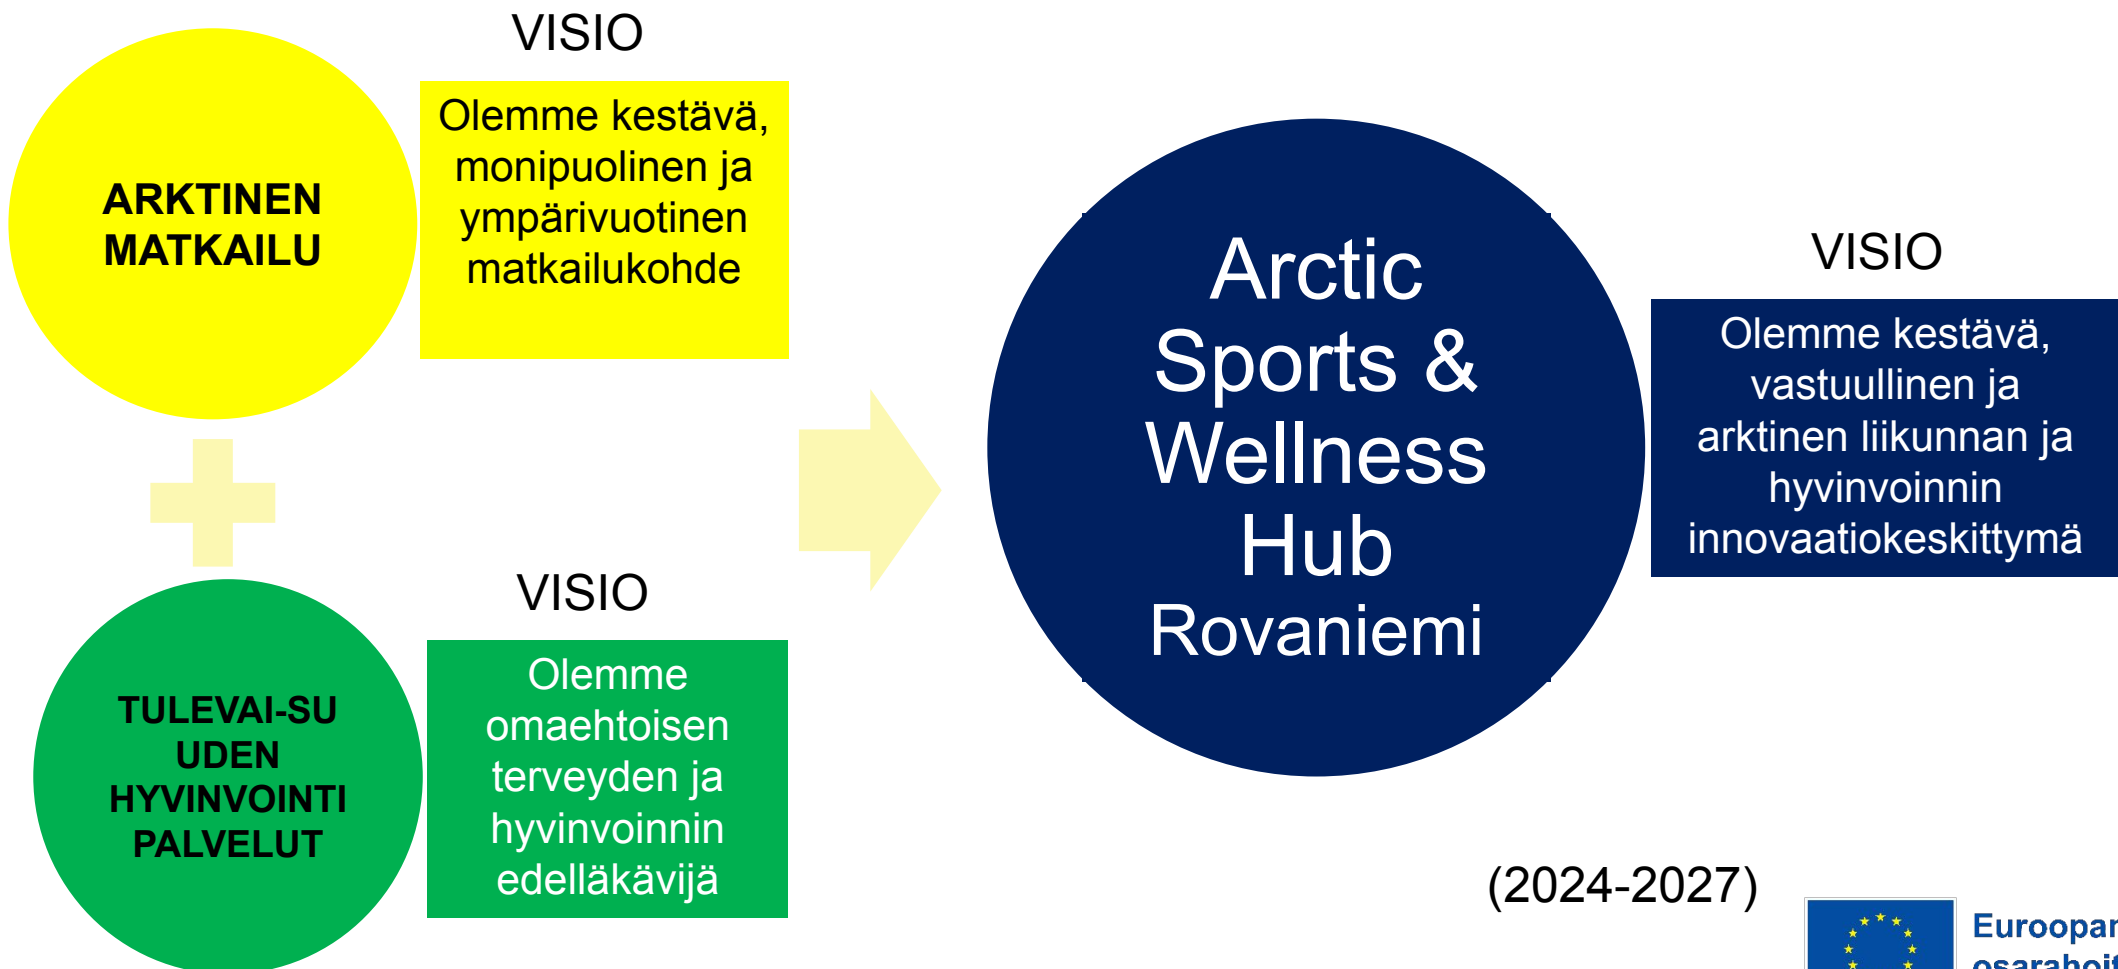 VISIO
ARKTINEN
MATKAILU
Olemme kestävä,
monipuolinen ja
ympärivuotinen
matkailukohde
VISIO
TULEVAI-SU
UDEN
HYVINVOINTI
PALVELUT
Olemme
omaehtoisen
terveyden ja
hyvinvoinnin
edelläkävijä
Arctic
Sports &
Wellness
Hub
Rovaniemi
VISIO
Olemme kestävä,
vastuullinen ja
arktinen liikunnan ja
hyvinvoinnin
innovaatiokeskittymä
(2024-2027)